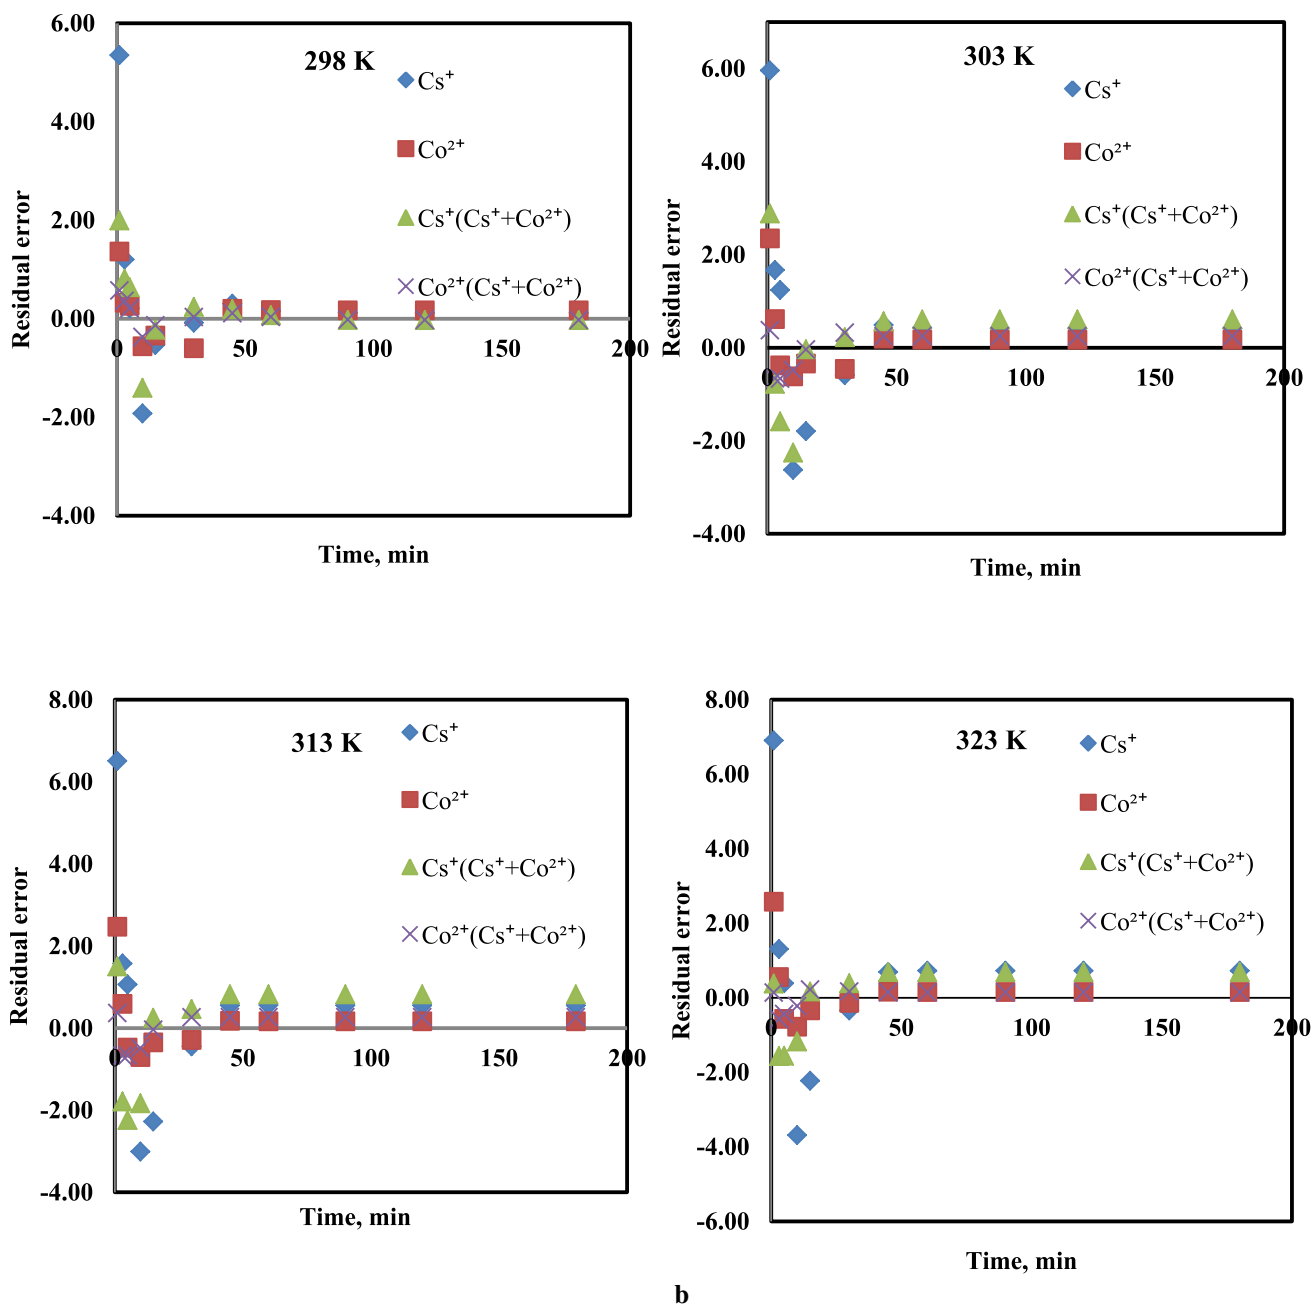 298 K
6.00
4.00
2.00
0.00
-2.00
-4.00
0
50
100
150
200
Residual error
Time, min
Cs⁺
Co²⁺
Cs⁺(Cs⁺+Co²⁺)
Co²⁺(Cs⁺+Co²⁺)
303 K
6.00
4.00
2.00
0.00
-2.00
-4.00
0
50
100
150
200
Residual error
Time, min
Cs⁺
Co²⁺
Cs⁺(Cs⁺+Co²⁺)
Co²⁺(Cs⁺+Co²⁺)
313 K
8.00
6.00
4.00
2.00
0.00
-2.00
-4.00
0
50
100
150
200
Residual error
Time, min
Cs⁺
Co²⁺
Cs⁺(Cs⁺+Co²⁺)
Co²⁺(Cs⁺+Co²⁺)
323 K
8.00
6.00
4.00
2.00
0.00
-2.00
-4.00
-6.00
0
50
100
150
200
Residual error
Time, min
Cs⁺
Co²⁺
Cs⁺(Cs⁺+Co²⁺)
Co²⁺(Cs⁺+Co²⁺)
b